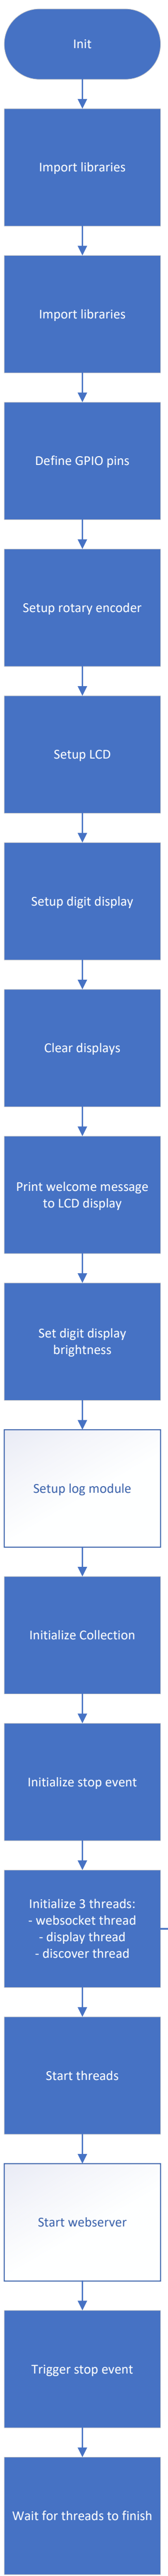 Init
Import libraries
Import libraries
Define GPIO pins
Setup rotary encoder
Setup LCD
Setup digit display
Clear displays
Print welcome message
to LCD display
Set digit display
brightness
Setup log module
Initialize Collection
Initialize stop event
Initialize 3 threads:
- websocket thread
- display thread
- discover thread
Start threads
Start webserver
Trigger stop event
Wait for threads to finish